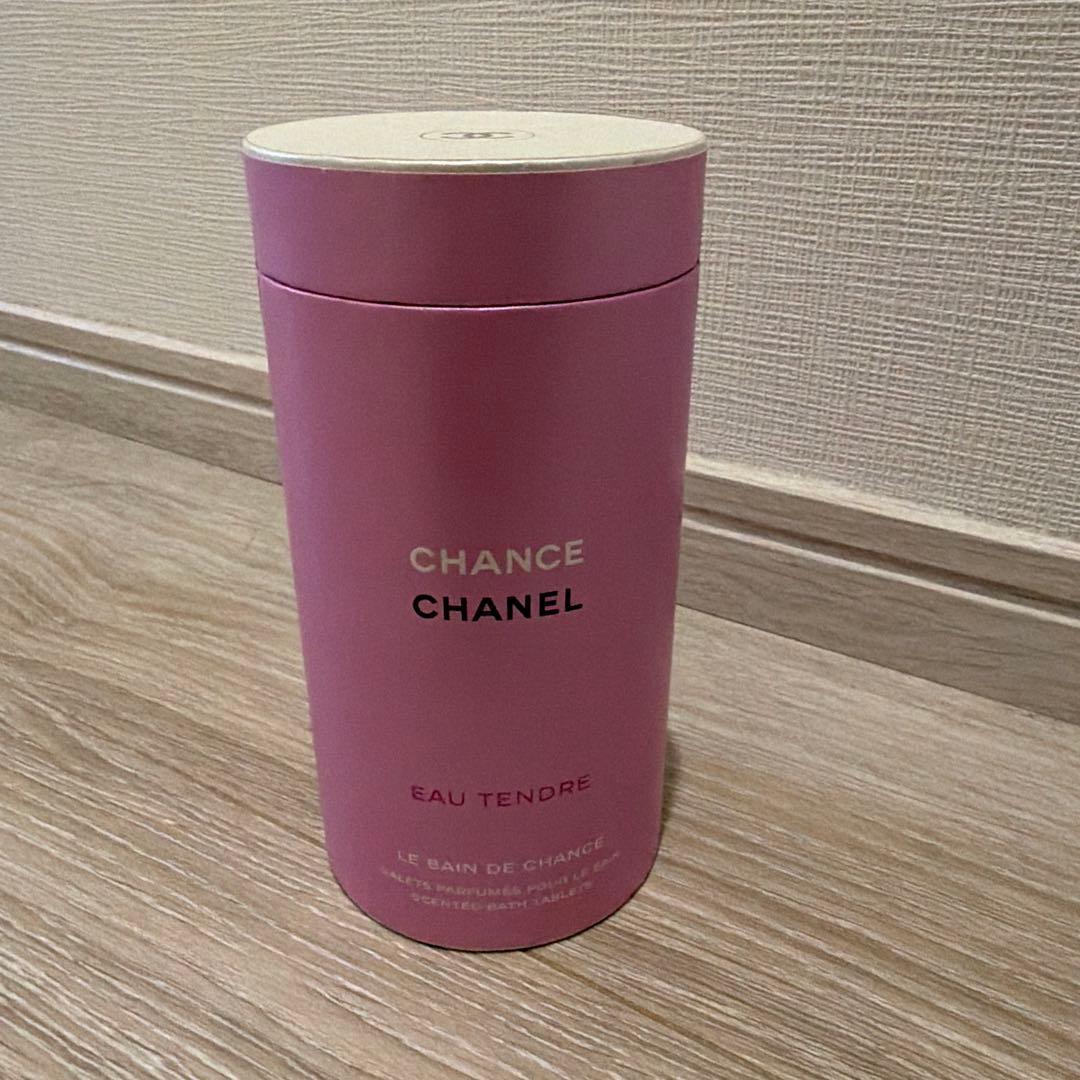 CHANCE
CHANEL
EAU TENDRE
LE BAIN DE CHANCE
GALETS PARFUMÉS POUR LE BAIN
SCENTED BATH TABLETS